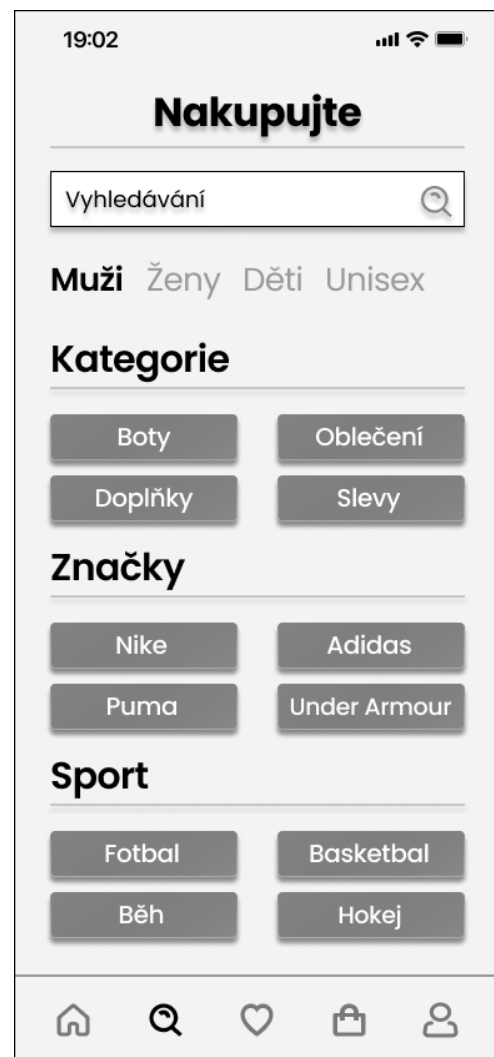 19:02
Nakupujte
Vyhledávání
Muži Ženy Děti Unisex
Kategorie
Boty Oblečení
Doplňky Slevy
Značky
Nike Adidas
Puma Under Armour
Sport
Fotbal Basketbal
Běh Hokej